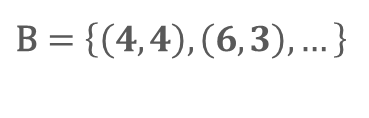 B = {(4,4),(6,3),...}